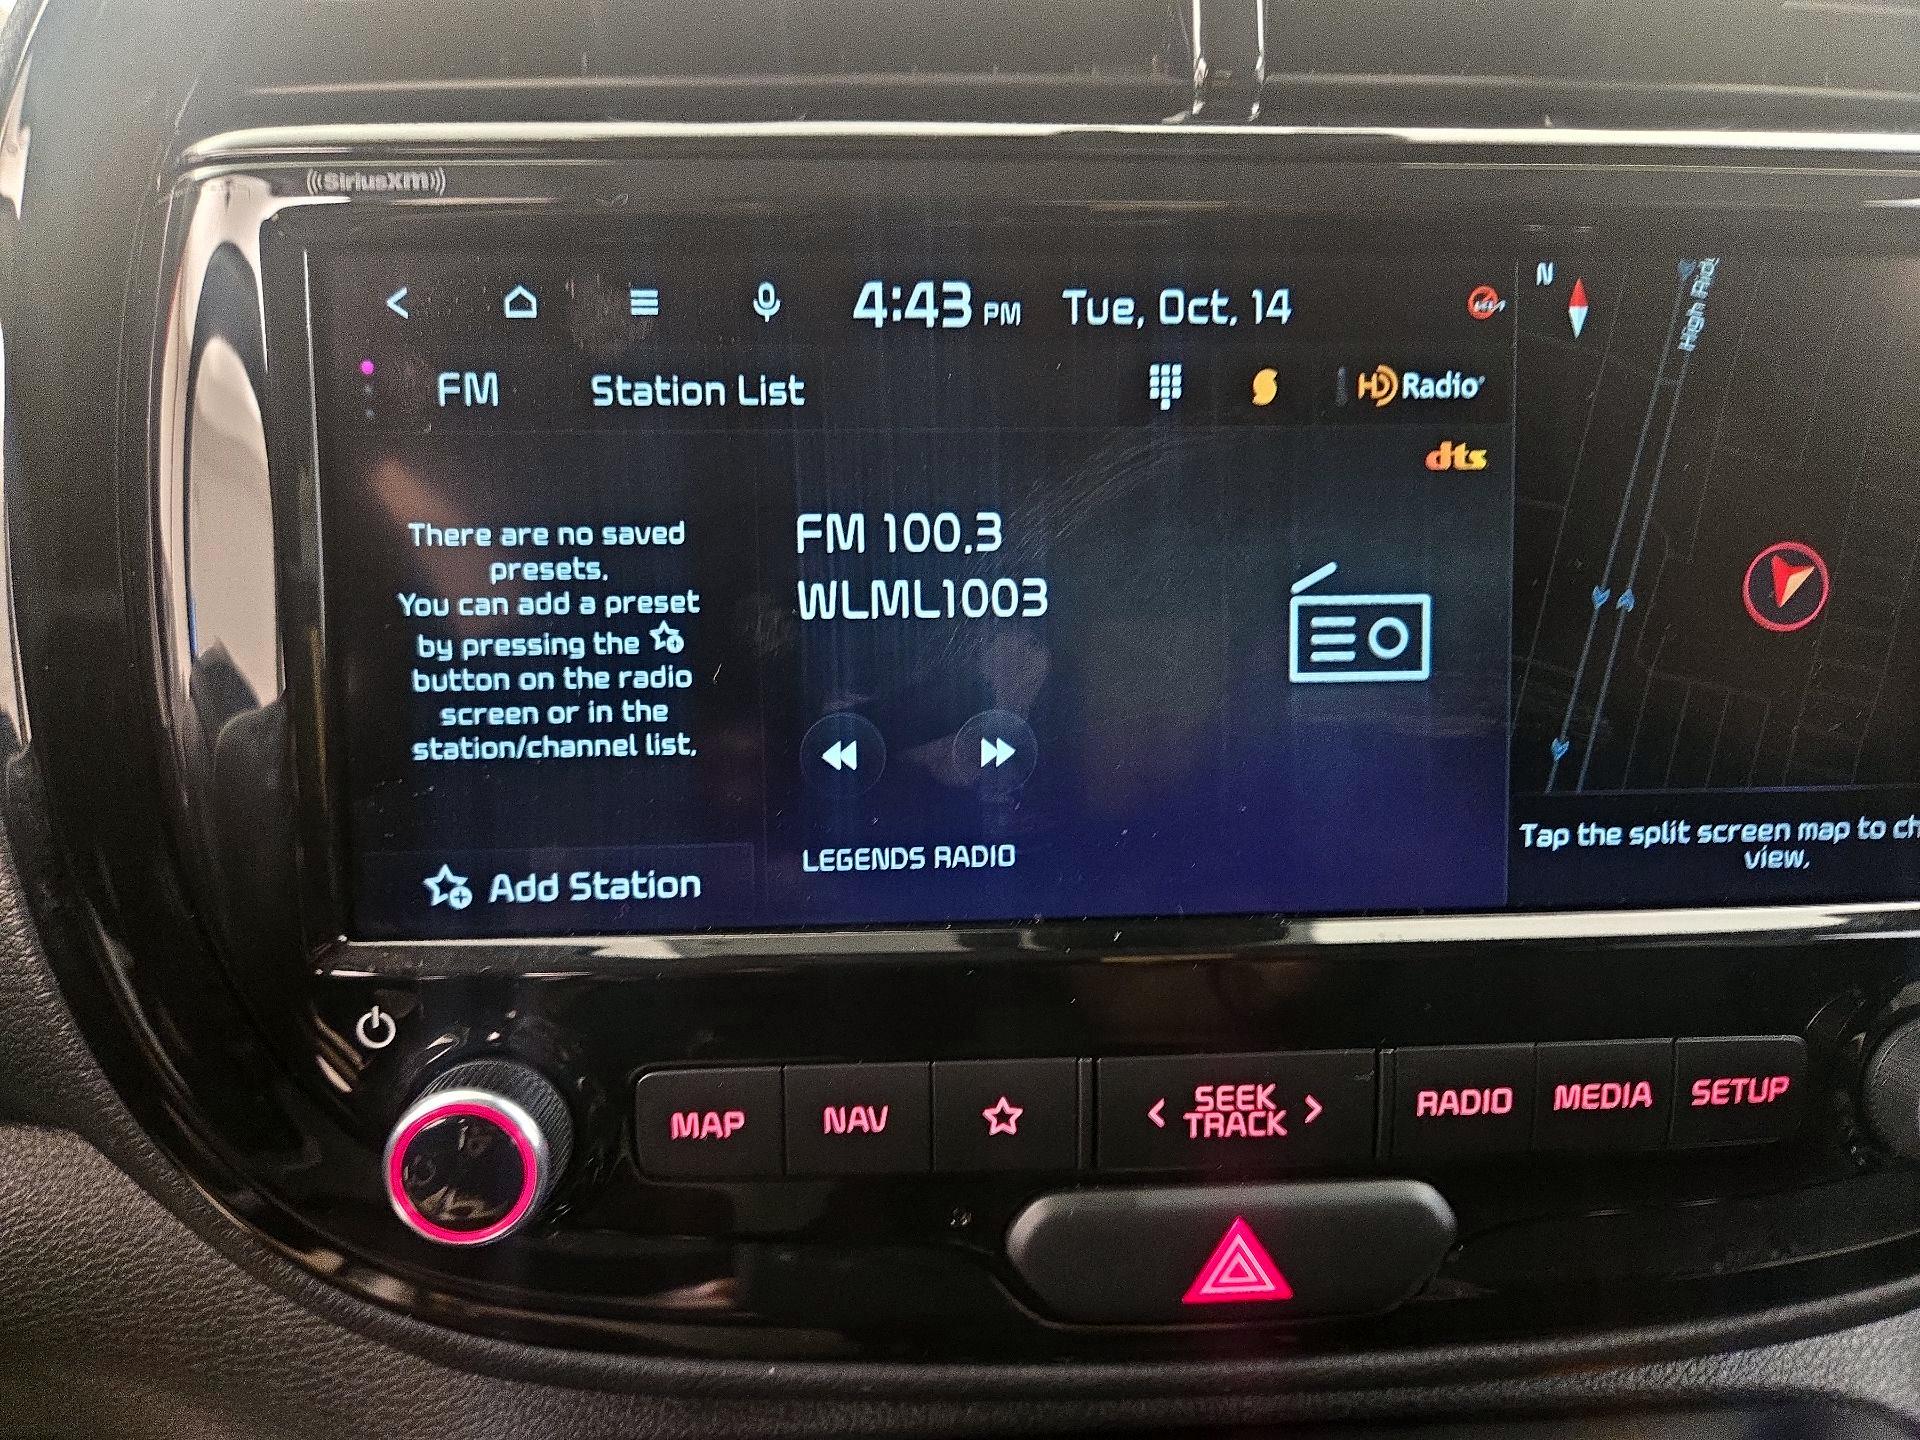 ((SiriusXM))
4:43 PM Tue, Oct. 14
N
FM Station List
HD Radio
dts
There are no saved
presets.
You can add a preset
by pressing the
button on the radio
screen or in the
station/channel list.
Add Station
FM 100.3
WLML1003
LEGENDS RADIO
High
Tap the split screen map to
view.
MAP
NAV
< SEEK >
TRACK
RADIO
MEDIA
SETUP